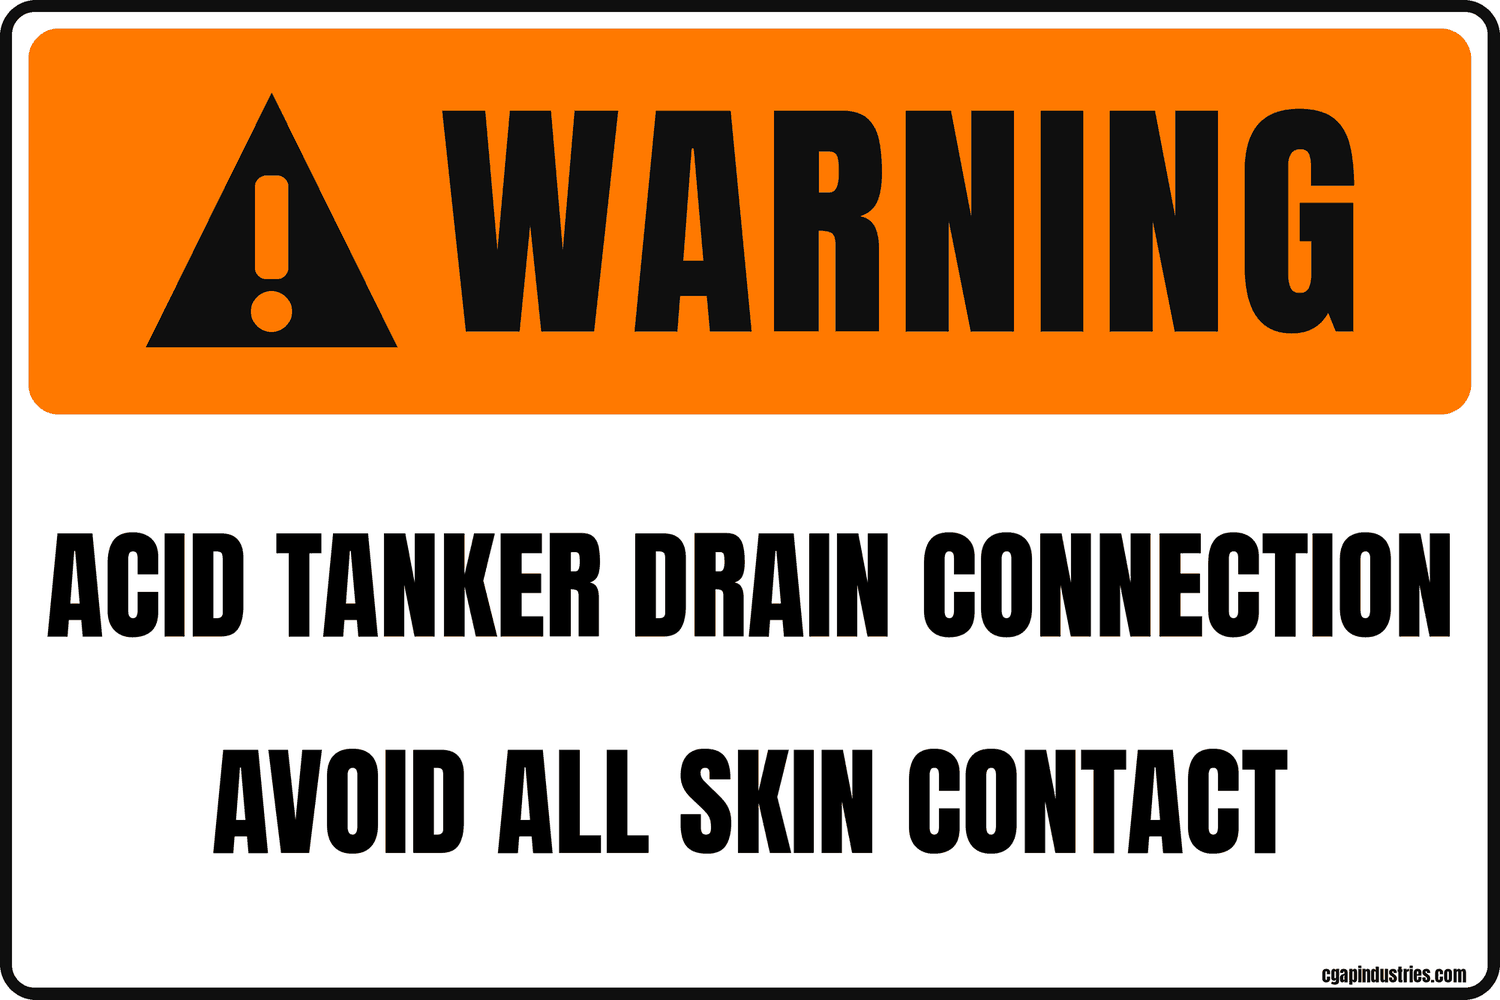 WARNING
ACID TANKER DRAIN CONNECTION
AVOID ALL SKIN CONTACT
cgapindustries.com